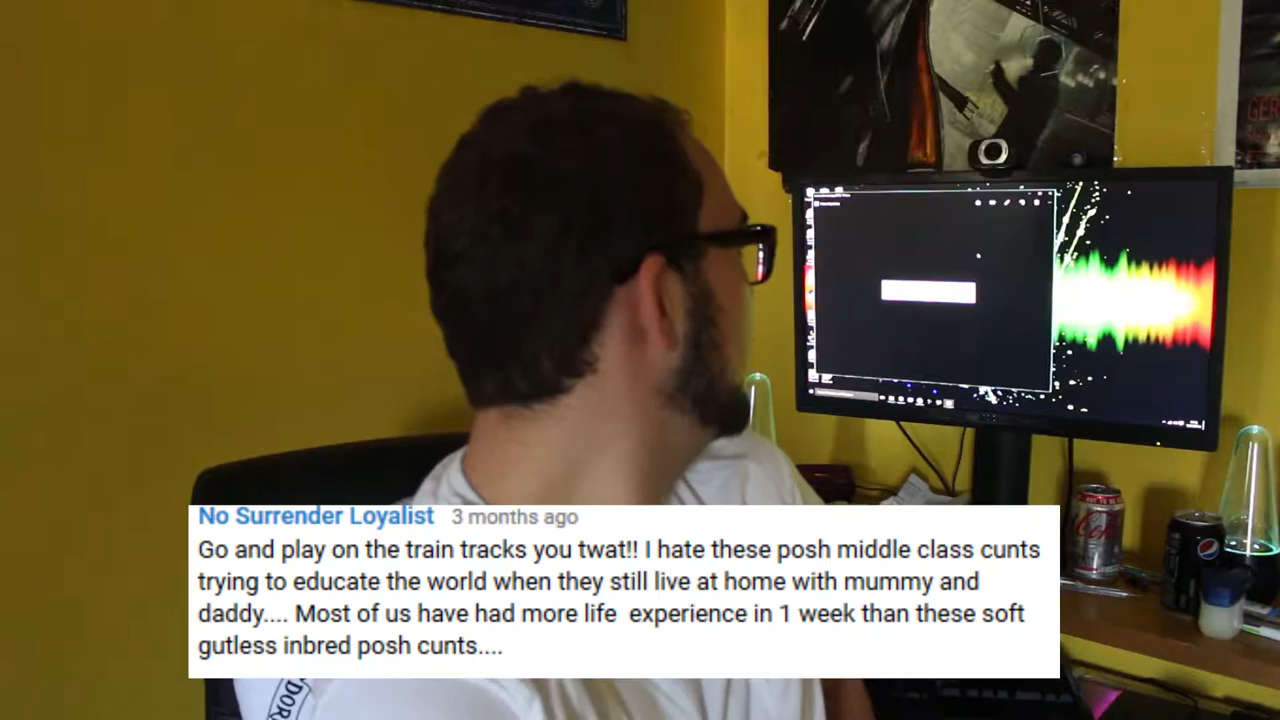 GER
No Surrender Loyalist 3 months ago
Go and play on the train tracks you twat!! I hate these posh middle class cunts
trying to educate the world when they still live at home with mummy and
daddy.... Most of us have had more life experience in 1 week than these soft
gutless inbred posh cunts....